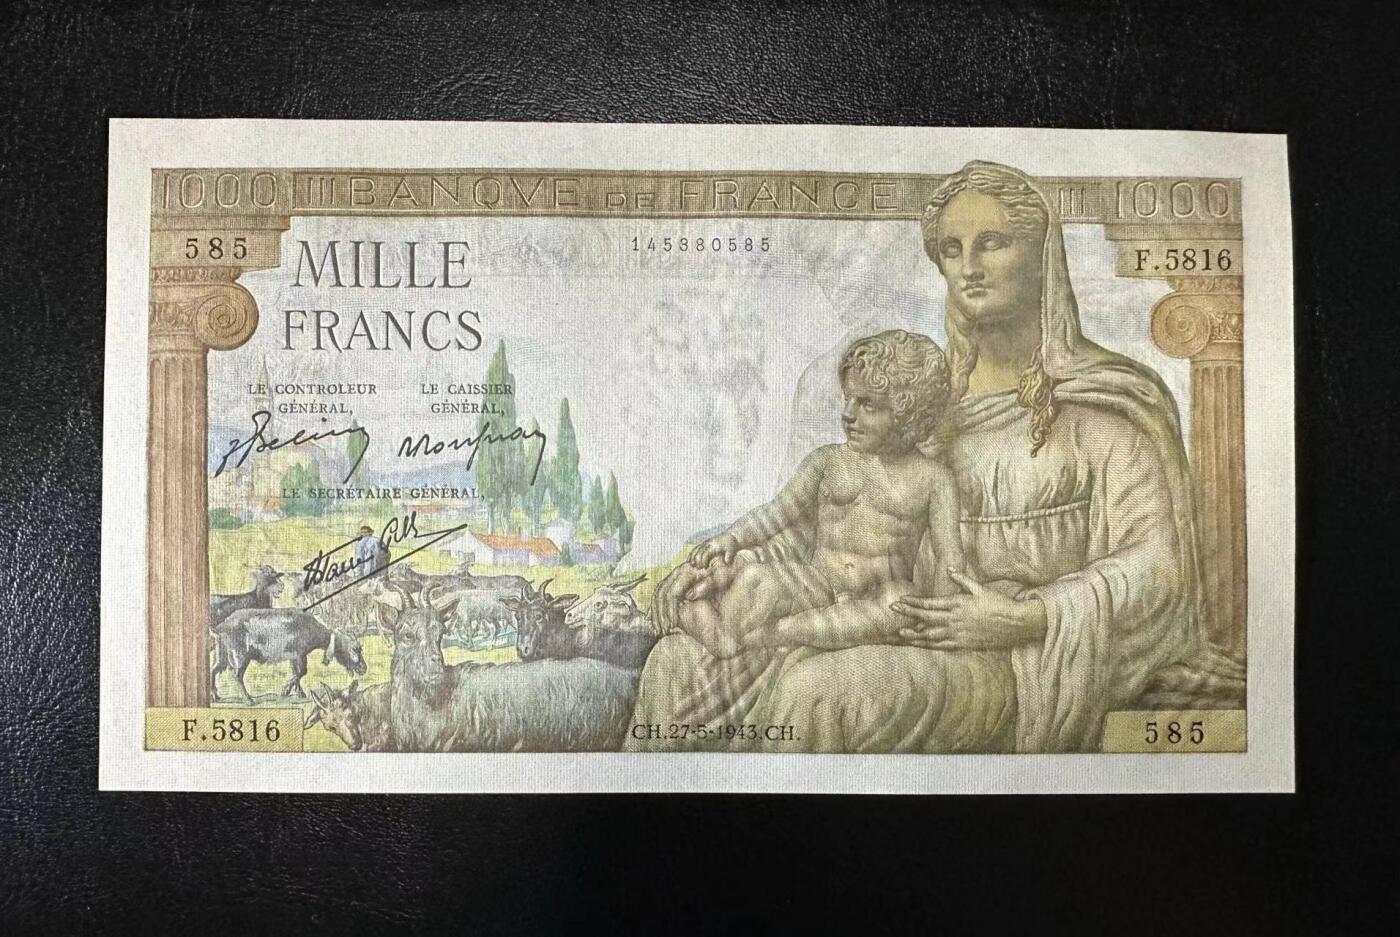 1000 BANQVE DE FRANCE 1000
585
145380585
F.5816
MILLE
FRANCS
LE CONTROLEUR
GÉNÉRAL,
LE CAISSIER
GÉNÉRAL,
LE SECRÉTAIRE GÉNÉRAL,
F.5816
CH.27-5-1943.CH.
585